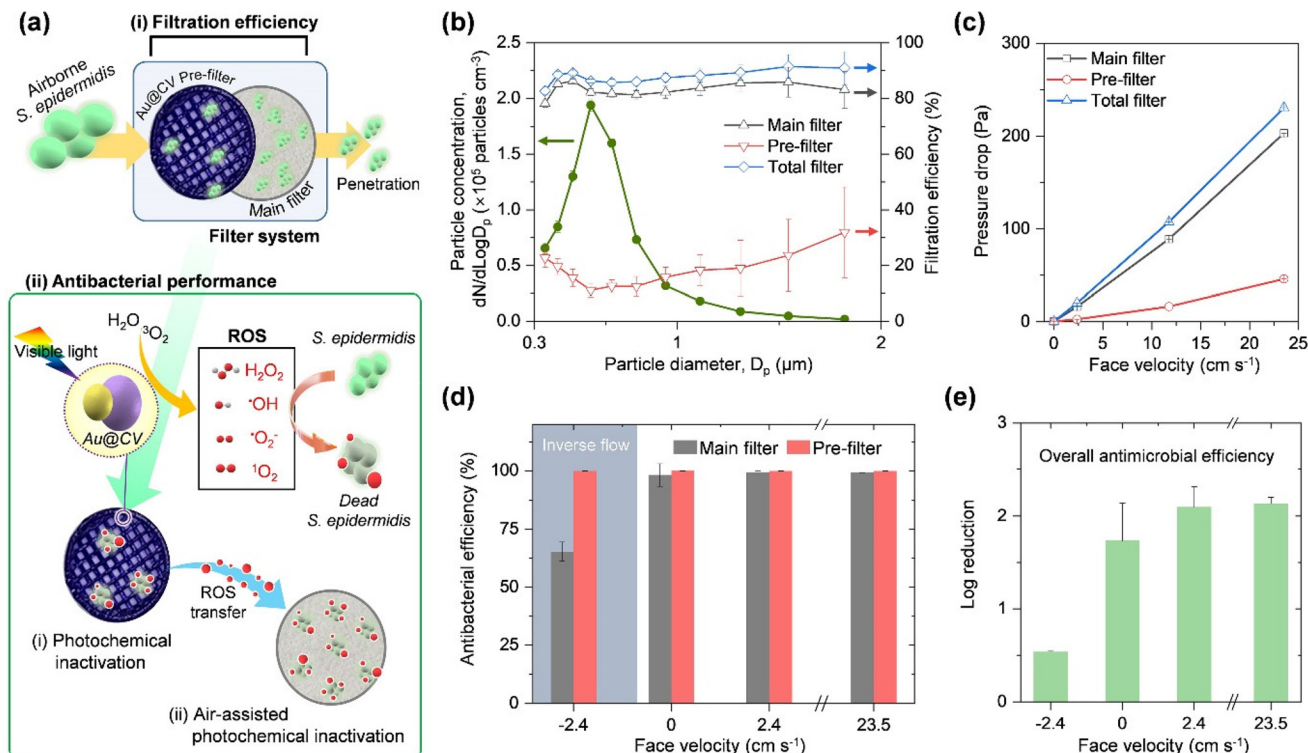 (a)
(i) Filtration efficiency
Airborne
S. epidermidis
Au@CV Pre-filter
Main filter
Penetration
Filter system
(ii) Antibacterial performance
H₂O
³O₂
Visible light
Au@CV
ROS
H₂O₂
•OH
•O₂⁻
¹O₂
S. epidermidis
Dead
S. epidermidis
ROS
transfer
(i) Photochemical
inactivation
(ii) Air-assisted
photochemical inactivation
(b)
Particle concentration,
dN/dLogDₚ (×10⁵ particles cm⁻³)
2.5
2.0
1.5
1.0
0.5
0.0
Main filter
Pre-filter
Total filter
100
80
60
40
20
0
Filtration efficiency (%)
0.3
1
2
Particle diameter, Dₚ (µm)
(c)
Pressure drop (Pa)
300
200
100
0
Main filter
Pre-filter
Total filter
0
5
10
15
20
25
Face velocity (cm s⁻¹)
(d)
Antibacterial efficiency (%)
100
75
50
25
0
Inverse flow
Main filter
Pre-filter
-2.4
0
2.4
23.5
Face velocity (cm s⁻¹)
(e)
Log reduction
3
2
1
0
Overall antimicrobial efficiency
-2.4
0
2.4
23.5
Face velocity (cm s⁻¹)